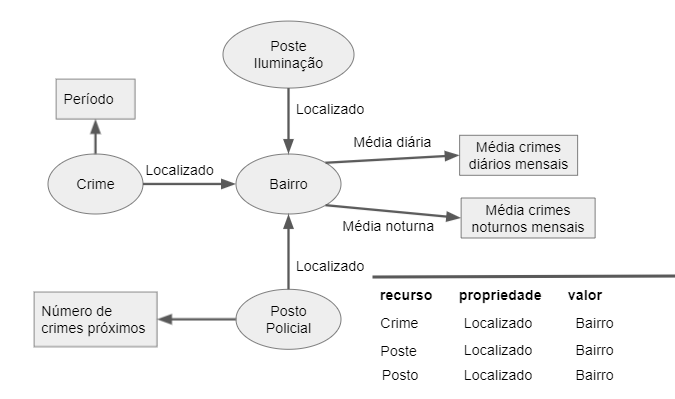 Poste
Iluminação
Localizado
Período
Média diária
Média crimes
diários mensais
Crime
Localizado
Bairro
Média crimes
noturnos mensais
Média noturna
Localizado
Número de
crimes próximos
Posto
Policial
recurso propriedade valor
Crime Localizado Bairro
Poste Localizado Bairro
Posto Localizado Bairro